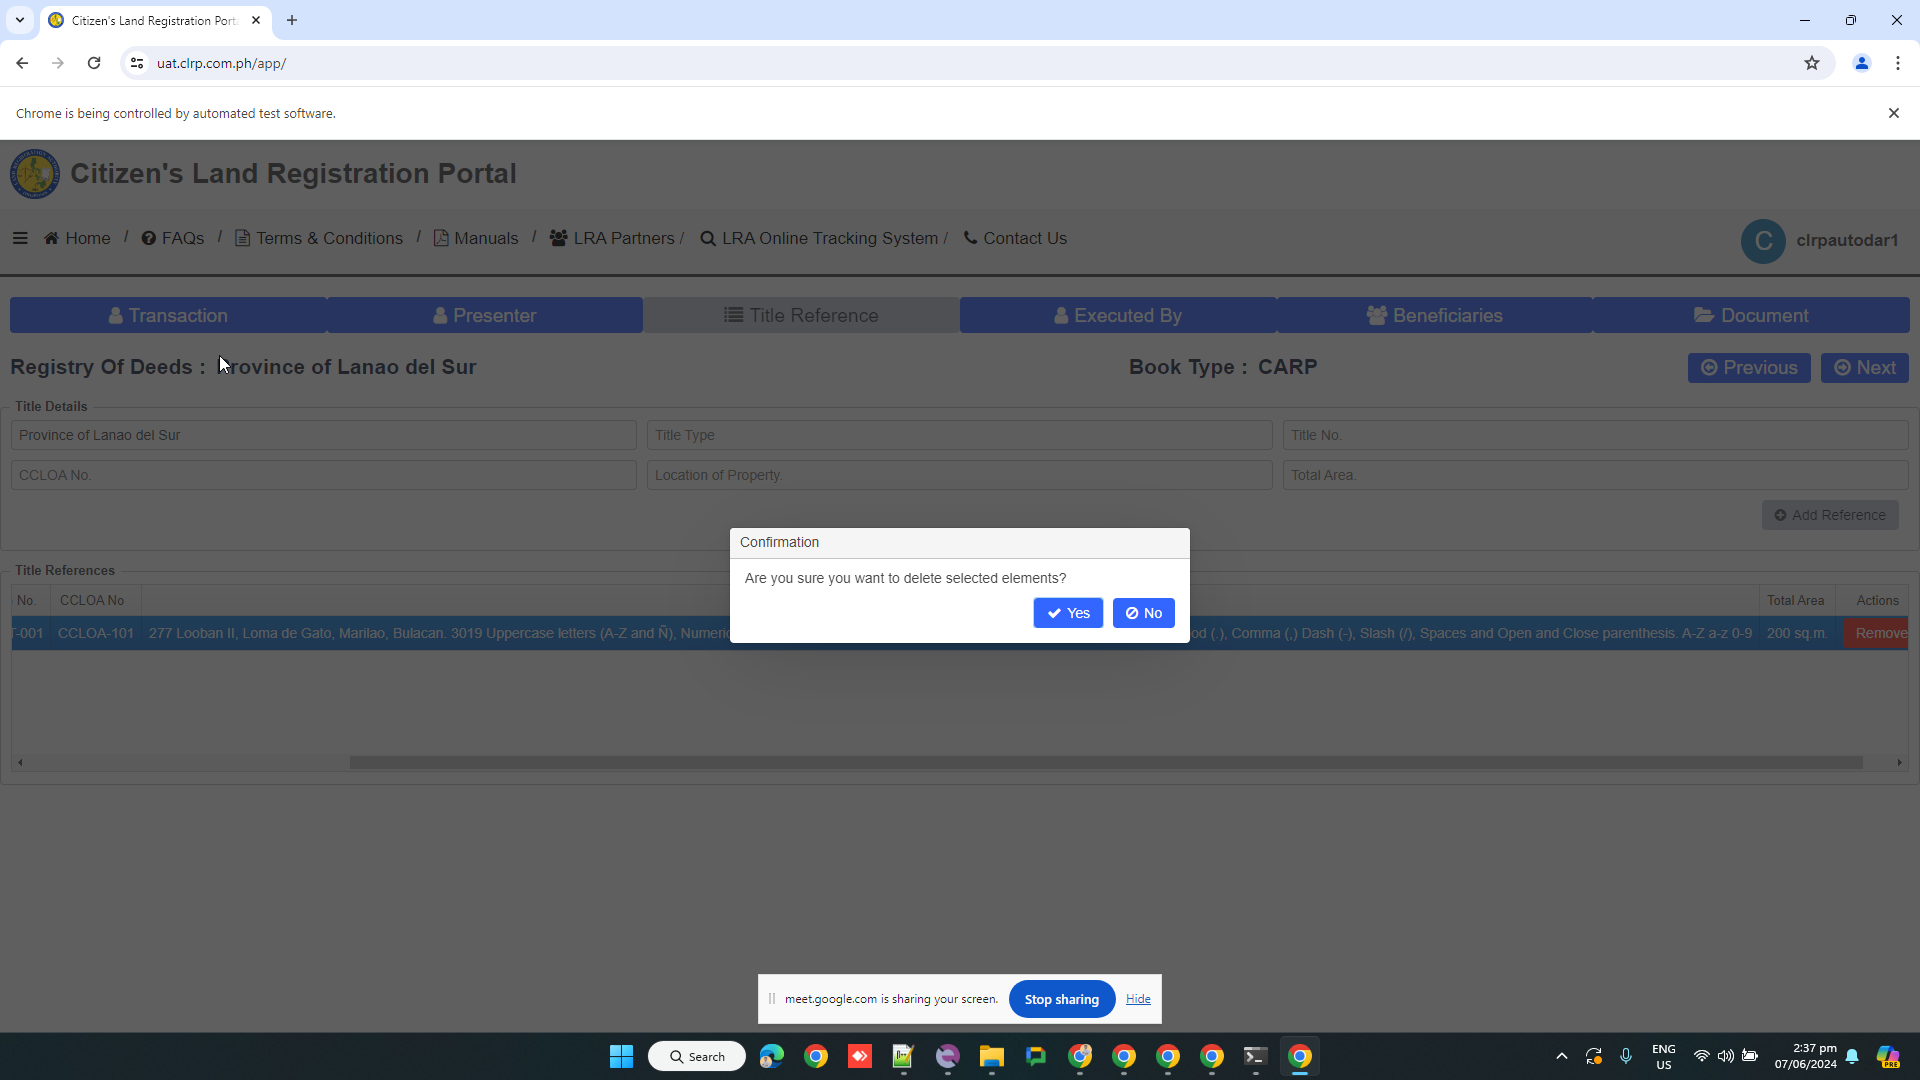 Citizen's Land Registration Port
uat.clrp.com.ph/app/
Chrome is being controlled by automated test software.
Citizen's Land Registration Portal
Home / FAQs / Terms & Conditions / Manuals / LRA Partners / LRA Online Tracking System / Contact Us
C clrpautodar1
Transaction Presenter Title Reference Executed By Beneficiaries Document
Registry Of Deeds : Province of Lanao del Sur Book Type : CARP Previous Next
Title Details
Province of Lanao del Sur Title Type Title No.
CCLOA No. Location of Property. Total Area.
Add Reference
Confirmation
Are you sure you want to delete selected elements?
Yes No
Title References
No. CCLOA No Total Area Actions
T-001 CCLOA-101 277 Looban II, Loma de Gato, Marilao, Bulacan. 3019 Uppercase letters (A-Z and Ñ), Numeri od (.), Comma (,) Dash (-), Slash (/), Spaces and Open and Close parenthesis. A-Z a-z 0-9 200 sq.m. Remove
meet.google.com is sharing your screen. Stop sharing Hide
Search
ENG
US
2:37 pm
07/06/2024
PRE